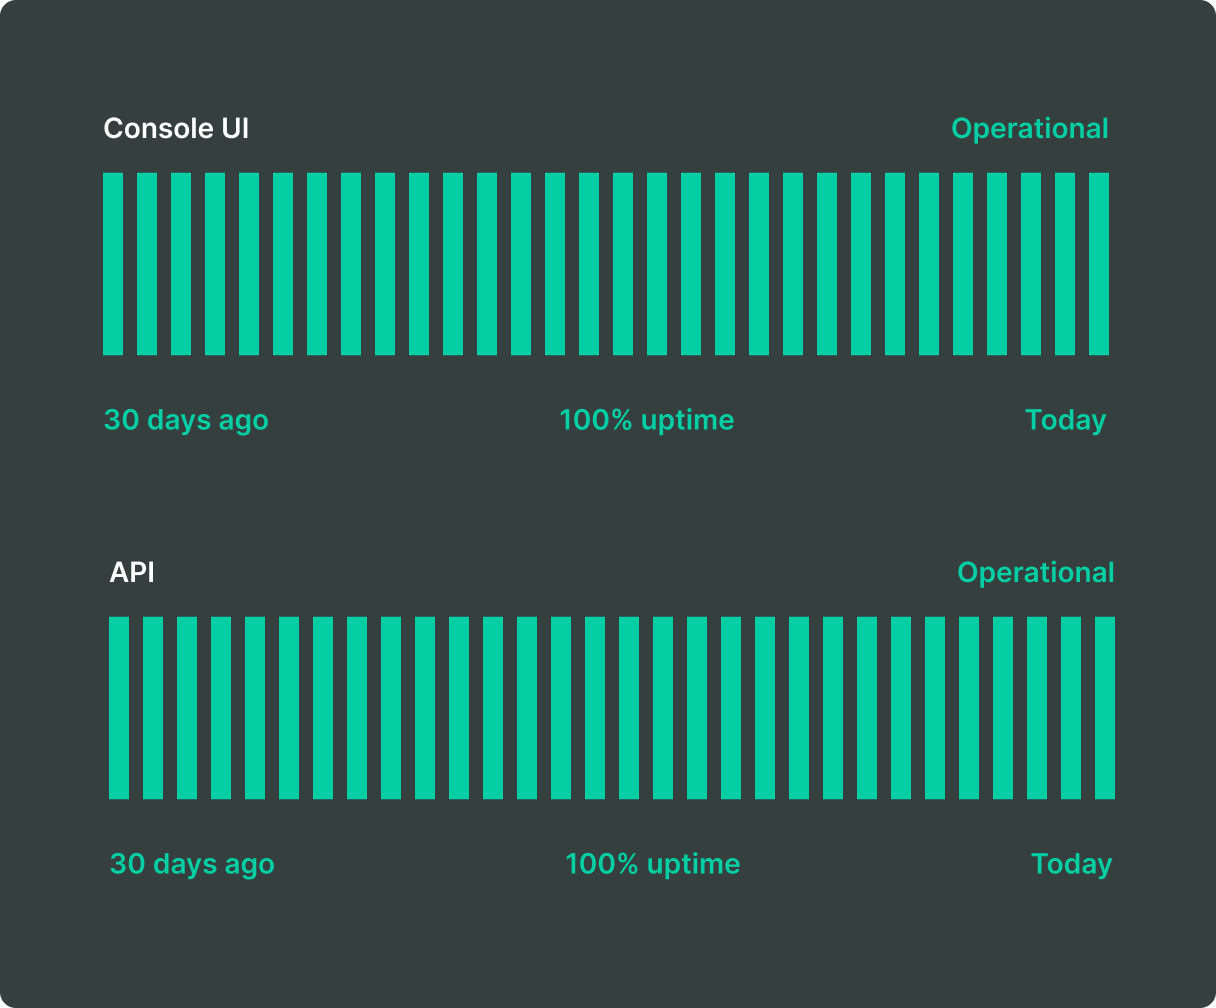 Console UI
Operational
30 days ago
100% uptime
Today
API
Operational
30 days ago
100% uptime
Today